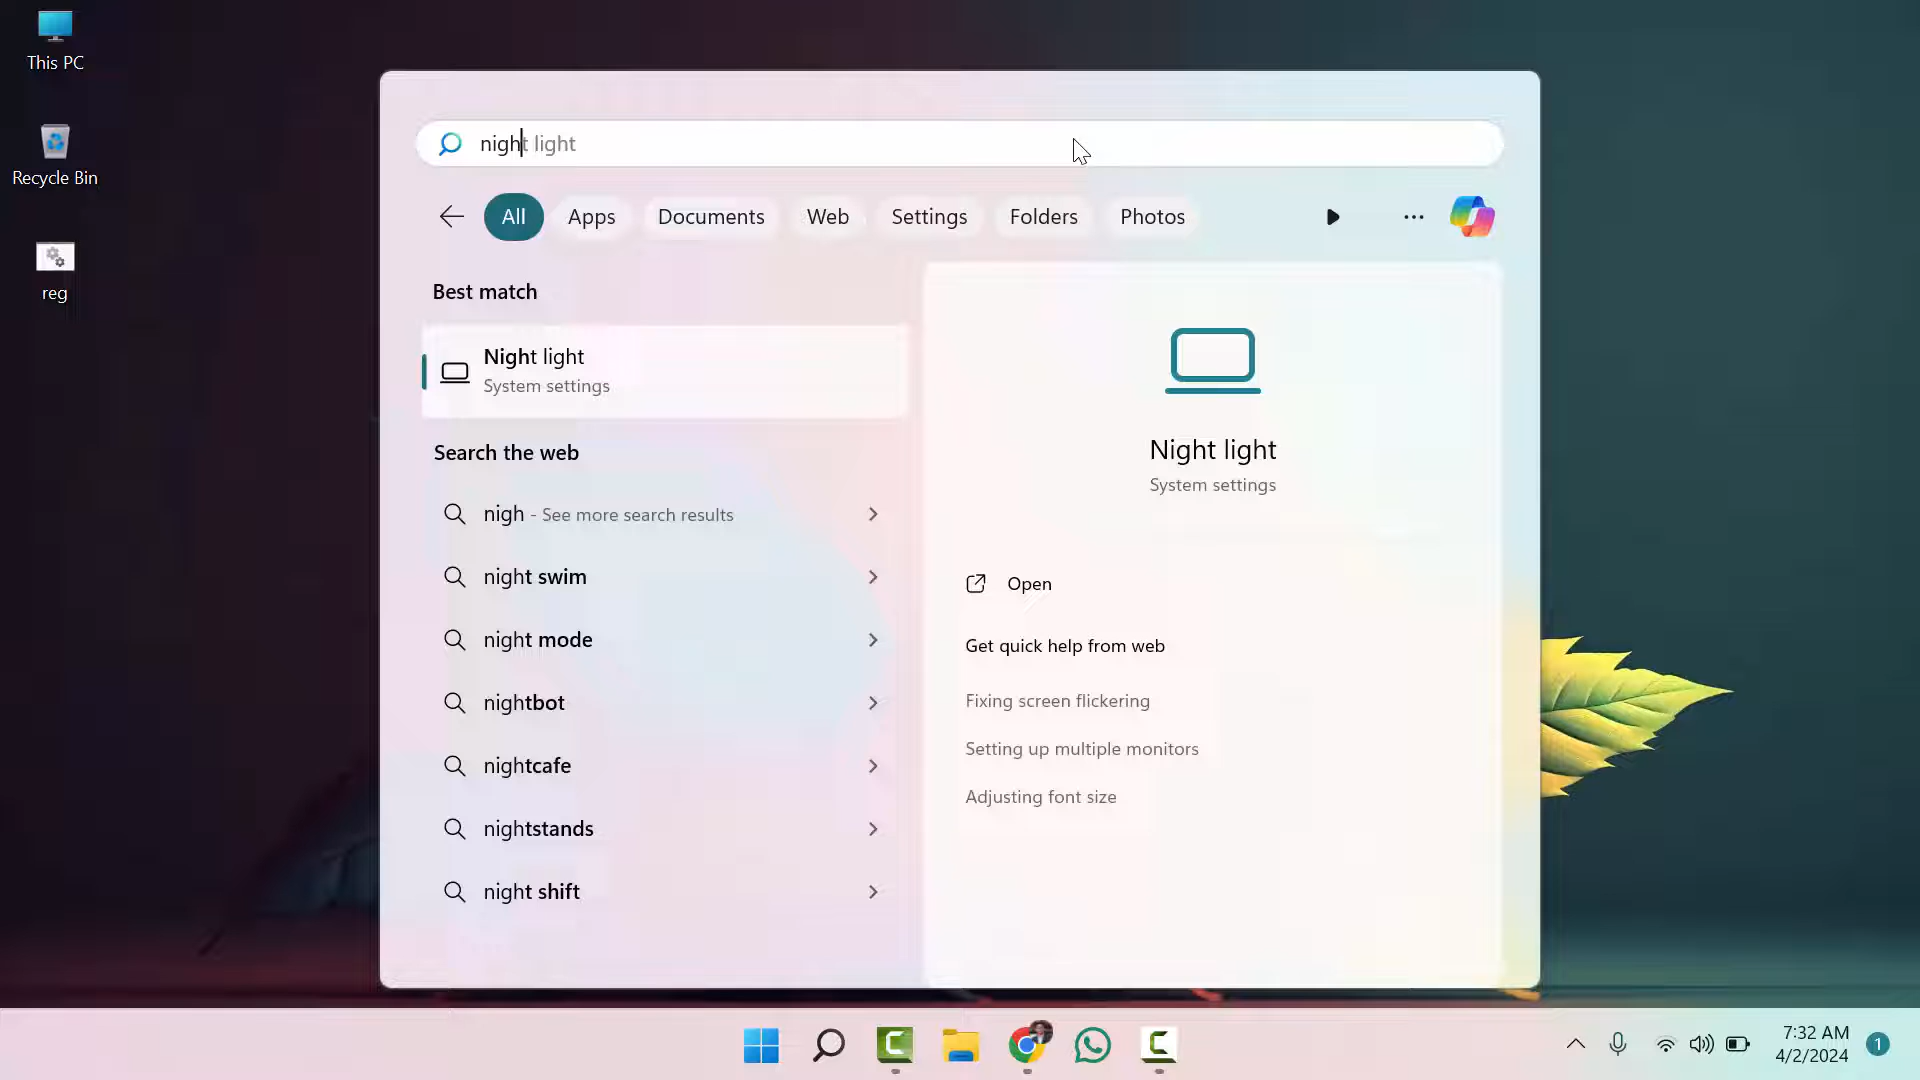 This PC
Recycle Bin
reg
night light
All Apps Documents Web Settings Folders Photos
Best match
Night light
System settings
Search the web
nigh - See more search results
night swim
night mode
nightbot
nightcafe
nightstands
night shift
Night light
System settings
Open
Get quick help from web
Fixing screen flickering
Setting up multiple monitors
Adjusting font size
7:32 AM
4/2/2024
1